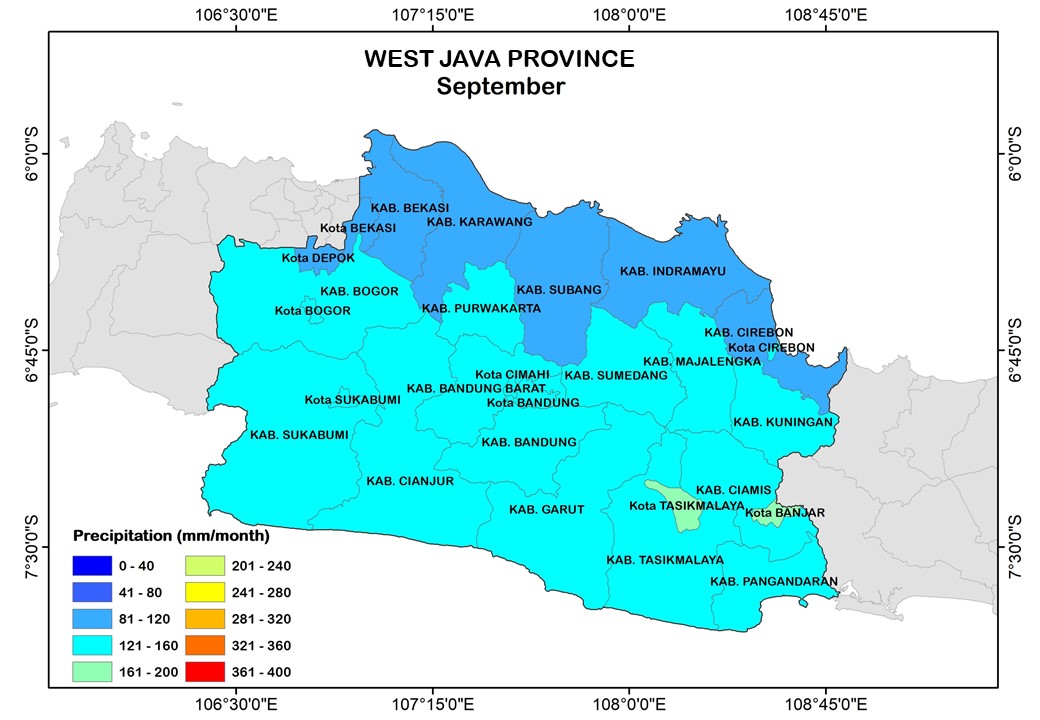 106°30'0"E 107°15'0"E 108°00'0"E 108°45'0"E
WEST JAVA PROVINCE
September
6°0'0"S
6°0'0"S
KAB. BEKASI
KAB. KARAWANG
Kota BEKASI
Kota DEPOK
KAB. INDRAMAYU
KAB. BOGOR
KAB. SUBANG
Kota BOGOR
KAB. PURWAKARTA
KAB. CIREBON
Kota CIREBON
6°45'0"S
6°45'0"S
KAB. MAJALENGKA
Kota CIMAHI
KAB. SUMEDANG
KAB. BANDUNG BARAT
Kota SUKABUMI
Kota BANDUNG
KAB. KUNINGAN
KAB. SUKABUMI
KAB. BANDUNG
KAB. CIANJUR
KAB. CIAMIS
Kota TASIKMALAYA
KAB. GARUT
Kota BANJAR
7°30'0"S
7°30'0"S
KAB. TASIKMALAYA
KAB. PANGANDARAN
Precipitation (mm/month)
0 - 40
41 - 80
81 - 120
121 - 160
161 - 200
201 - 240
241 - 280
281 - 320
321 - 360
361 - 400
106°30'0"E 107°15'0"E 108°00'0"E 108°45'0"E